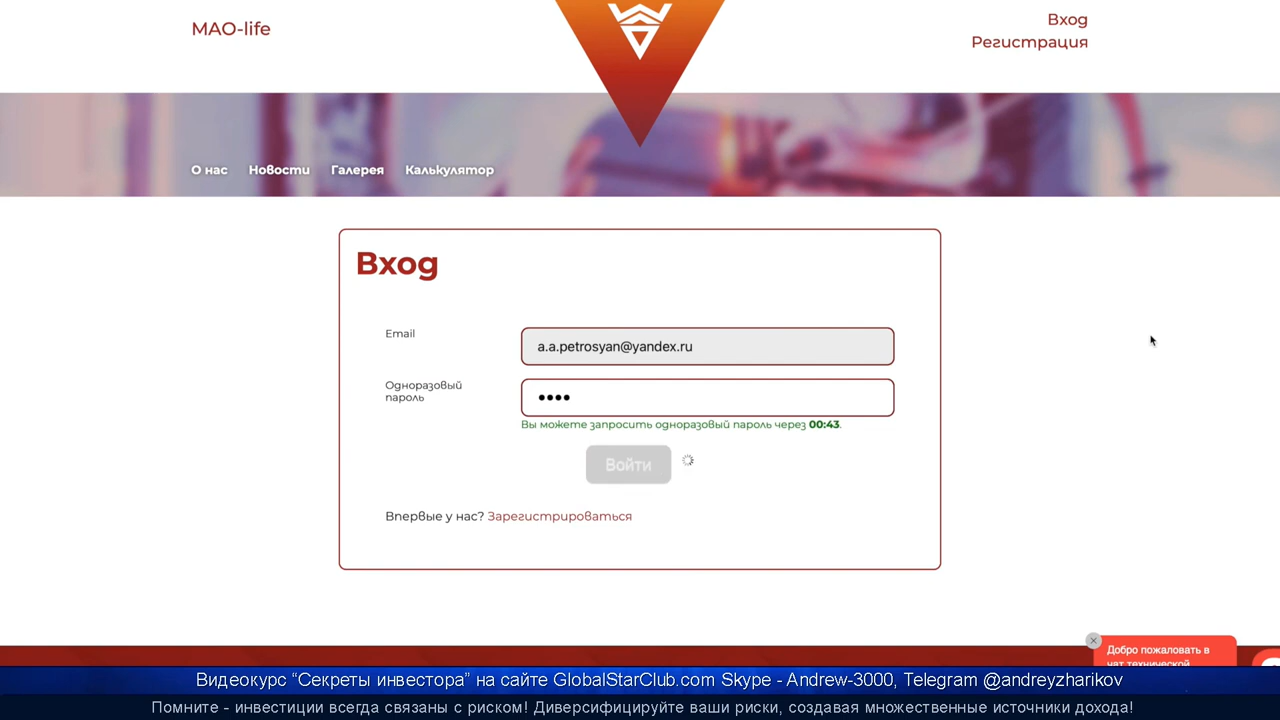 MAO-life
Вход
Регистрация
О нас Новости Галерея Калькулятор
Вход
Email
a.a.petrosyan@yandex.ru
Одноразовый
пароль
••••
Вы можете запросить одноразовый пароль через 00:43.
Войти
Впервые у нас? Зарегистрироваться
Добро пожаловать в
чат технической
Видеокурс “Секреты инвестора” на сайте GlobalStarClub.com Skype - Andrew-3000, Telegram @andreyzharikov
Помните - инвестиции всегда связаны с риском! Диверсифицируйте ваши риски, создавая множественные источники дохода!